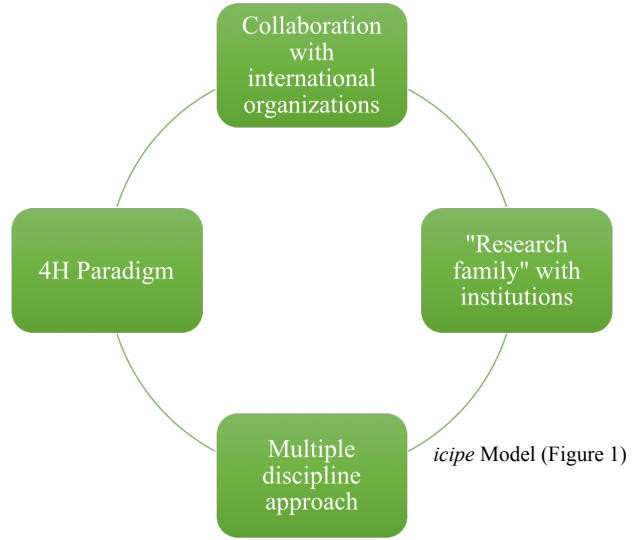 Collaboration
with
international
organizations
4H Paradigm
"Research
family" with
institutions
Multiple
discipline
approach
icipe Model (Figure 1)